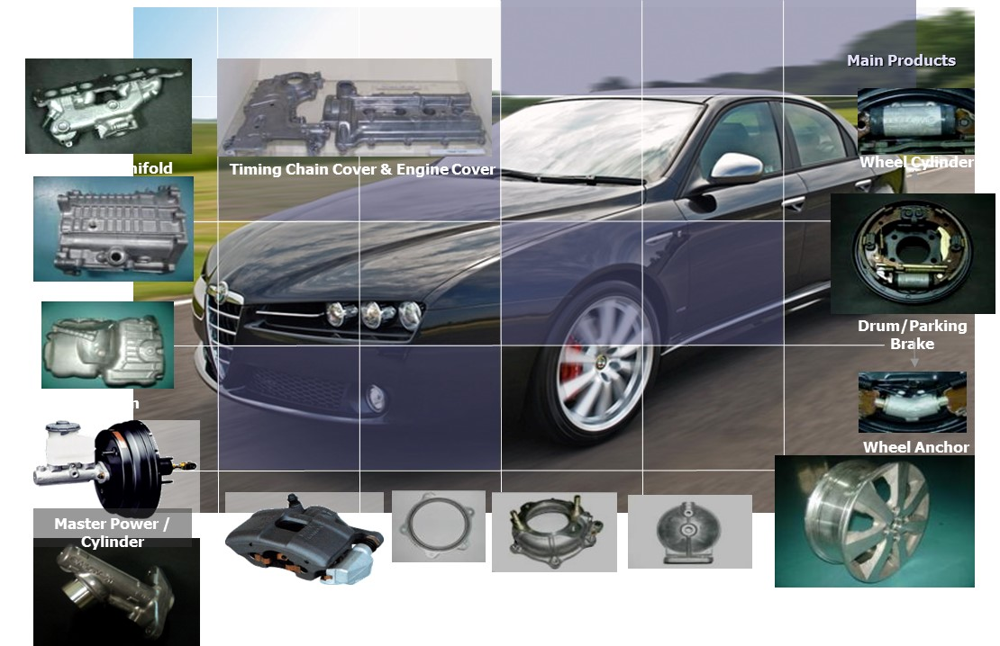 Main Products
nifold
Timing Chain Cover & Engine Cover
Wheel Cylinder
Drum/Parking
Brake
n
Wheel Anchor
Master Power /
Cylinder